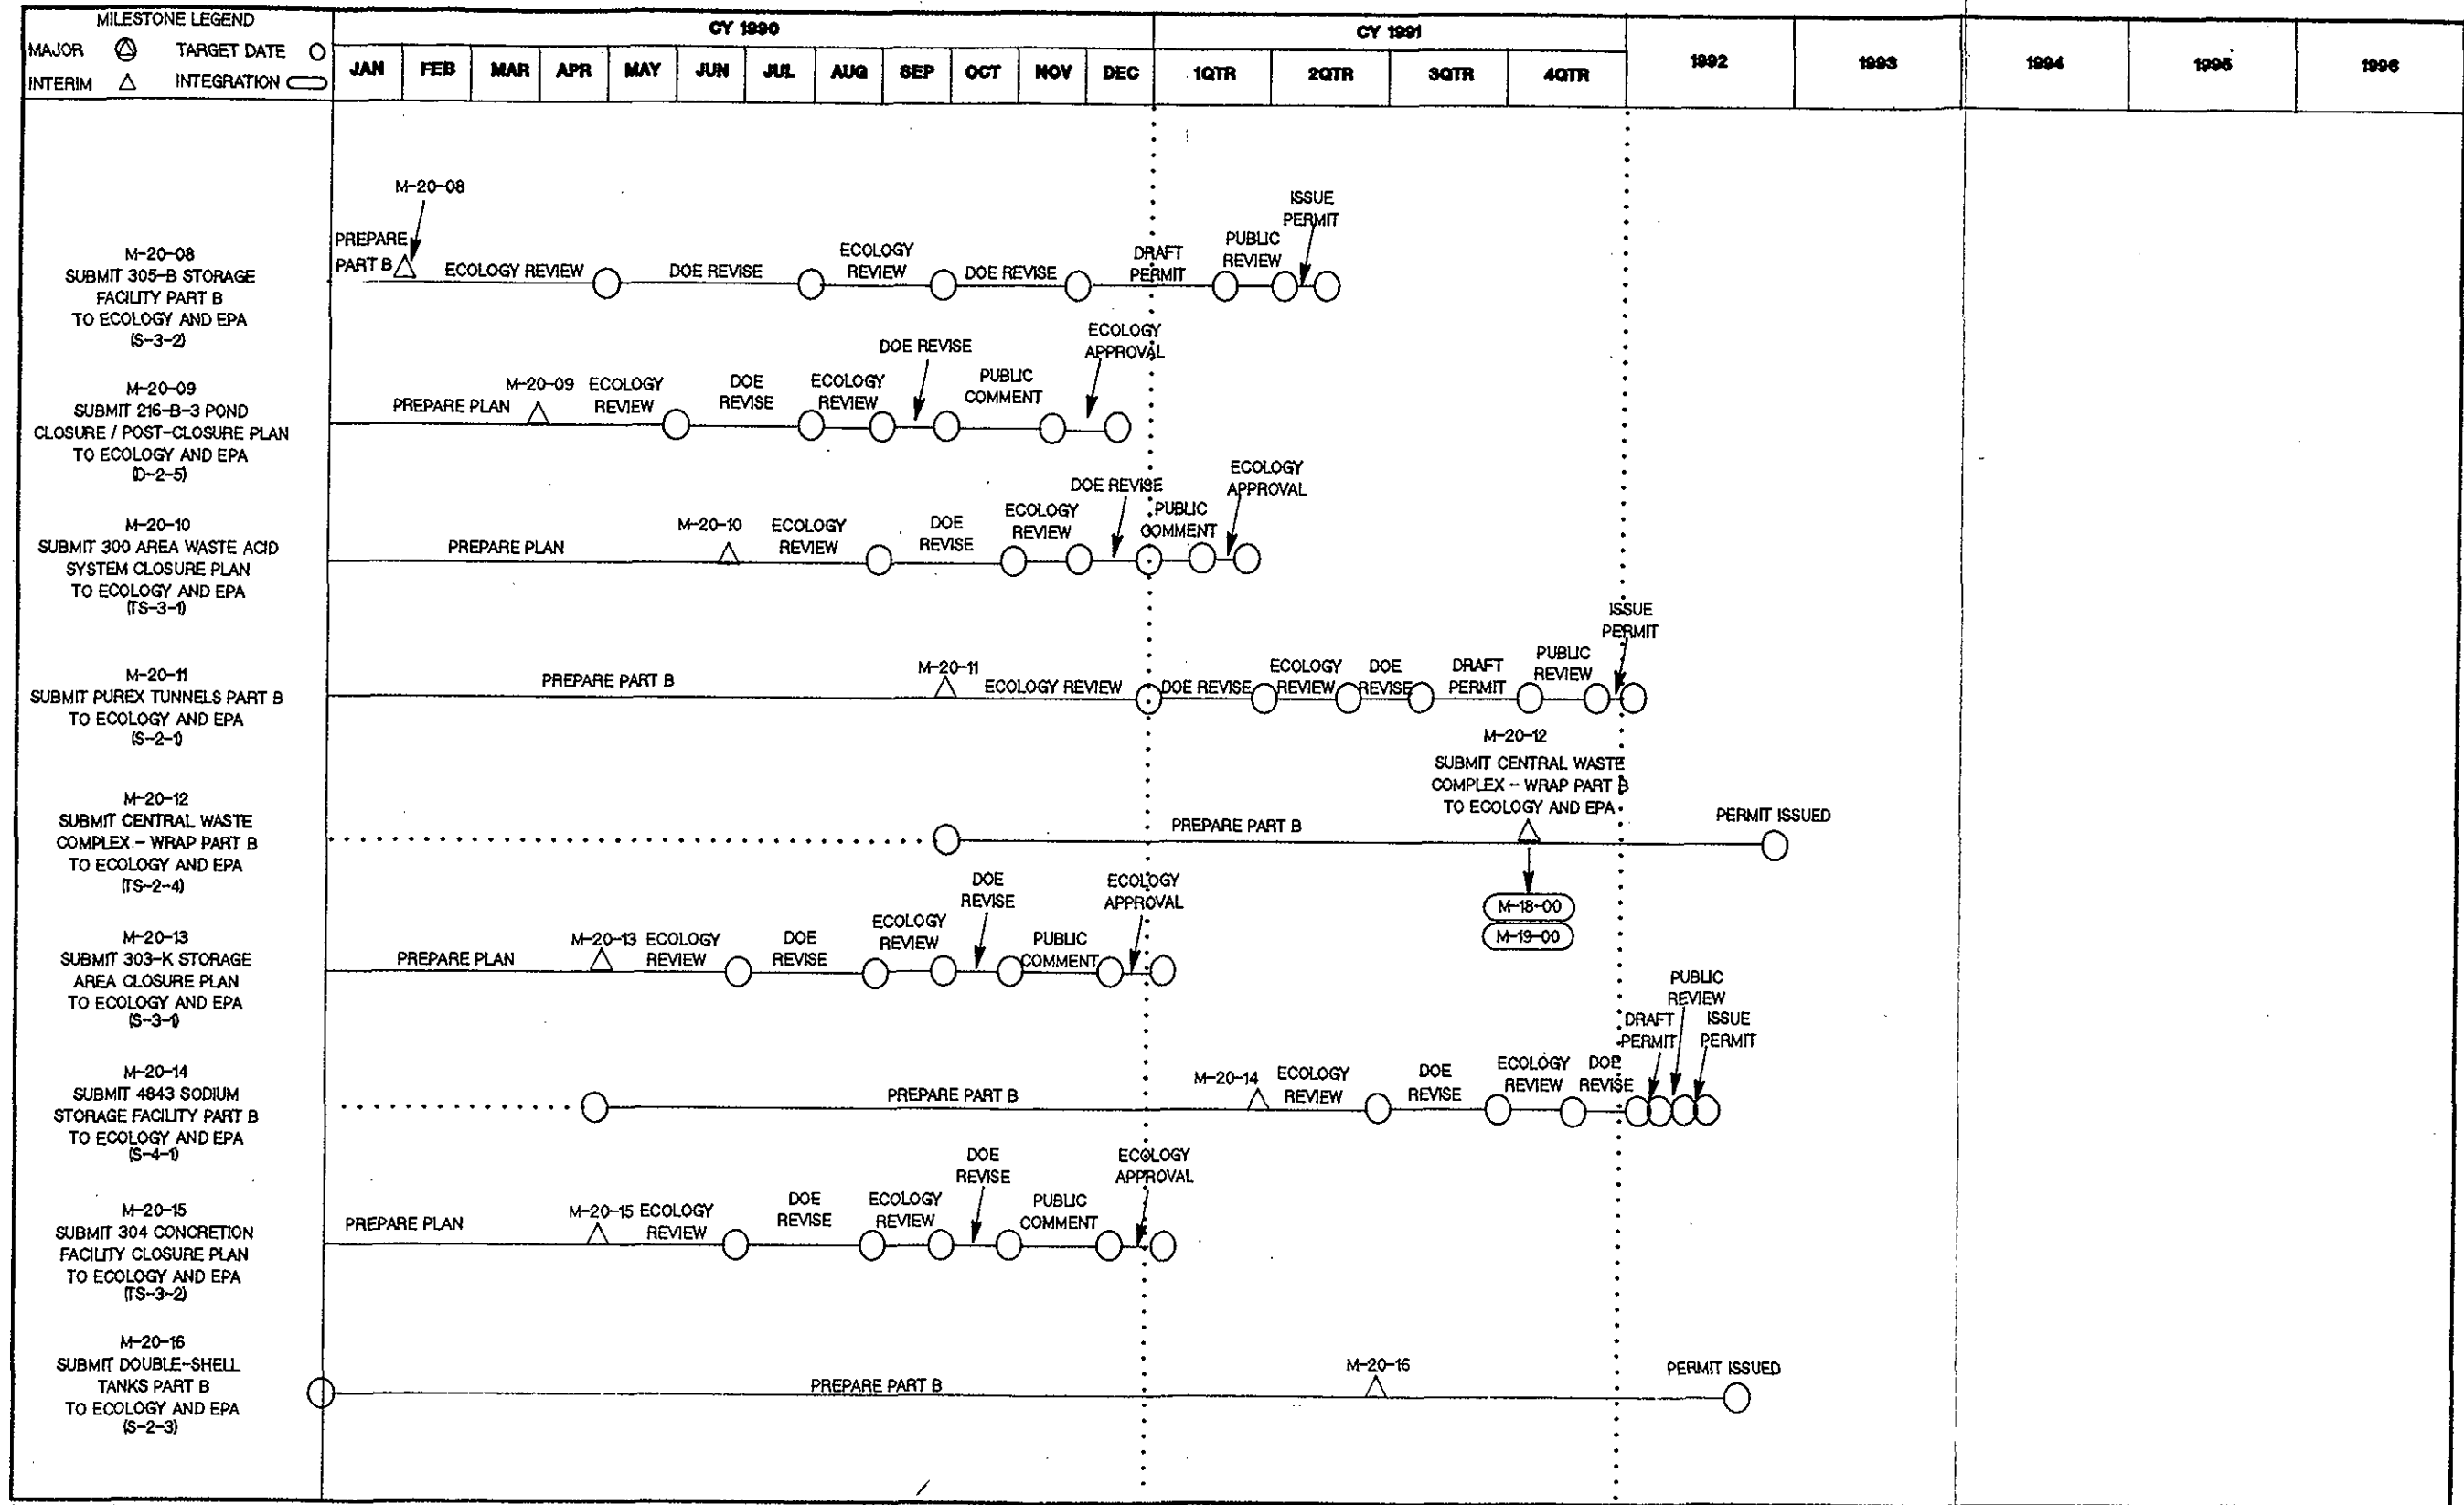 MILESTONE LEGEND
MAJOR TARGET DATE
INTERIM INTEGRATION
CY 1990
CY 1991
JAN FEB MAR APR MAY JUN JUL AUG SEP OCT NOV DEC 1QTR 2QTR 3QTR 4QTR 1992 1993 1994 1995 1996
M-20-08
SUBMIT 305-B STORAGE
FACILITY PART B
TO ECOLOGY AND EPA
(S-3-2)
M-20-08
PREPARE
PART B
ECOLOGY REVIEW
DOE REVISE
ECOLOGY
REVIEW
DOE REVISE
DRAFT
PERMIT
PUBLIC
REVIEW
ISSUE
PERMIT
M-20-09
SUBMIT 216-B-3 POND
CLOSURE / POST-CLOSURE PLAN
TO ECOLOGY AND EPA
(D-2-5)
PREPARE PLAN
M-20-09
ECOLOGY
REVIEW
DOE
REVISE
ECOLOGY
REVIEW
DOE REVISE
PUBLIC
COMMENT
ECOLOGY
APPROVAL
M-20-10
SUBMIT 300 AREA WASTE ACID
SYSTEM CLOSURE PLAN
TO ECOLOGY AND EPA
(TS-3-1)
PREPARE PLAN
M-20-10
ECOLOGY
REVIEW
DOE
REVISE
ECOLOGY
REVIEW
DOE REVISE
PUBLIC
COMMENT
ECOLOGY
APPROVAL
M-20-11
SUBMIT PUREX TUNNELS PART B
TO ECOLOGY AND EPA
(S-2-1)
PREPARE PART B
M-20-11
ECOLOGY REVIEW
DOE REVISE
ECOLOGY
REVIEW
DOE
REVISE
DRAFT
PERMIT
PUBLIC
REVIEW
ISSUE
PERMIT
M-20-12
SUBMIT CENTRAL WASTE
COMPLEX - WRAP PART B
TO ECOLOGY AND EPA
(TS-2-4)
PREPARE PART B
M-20-12
SUBMIT CENTRAL WASTE
COMPLEX - WRAP PART B
TO ECOLOGY AND EPA
PERMIT ISSUED
M-18-00
M-19-00
M-20-13
SUBMIT 303-K STORAGE
AREA CLOSURE PLAN
TO ECOLOGY AND EPA
(S-3-1)
PREPARE PLAN
M-20-13
ECOLOGY
REVIEW
DOE
REVISE
ECOLOGY
REVIEW
DOE
REVISE
PUBLIC
COMMENT
ECOLOGY
APPROVAL
M-20-14
SUBMIT 4843 SODIUM
STORAGE FACILITY PART B
TO ECOLOGY AND EPA
(S-4-1)
PREPARE PART B
M-20-14
ECOLOGY
REVIEW
DOE
REVISE
ECOLOGY
REVIEW
DOE
REVISE
DRAFT
PERMIT
PUBLIC
REVIEW
ISSUE
PERMIT
M-20-15
SUBMIT 304 CONCRETION
FACILITY CLOSURE PLAN
TO ECOLOGY AND EPA
(TS-3-2)
PREPARE PLAN
M-20-15
ECOLOGY
REVIEW
DOE
REVISE
ECOLOGY
REVIEW
DOE
REVISE
PUBLIC
COMMENT
ECOLOGY
APPROVAL
M-20-16
SUBMIT DOUBLE-SHELL
TANKS PART B
TO ECOLOGY AND EPA
(S-2-3)
PREPARE PART B
M-20-16
PERMIT ISSUED